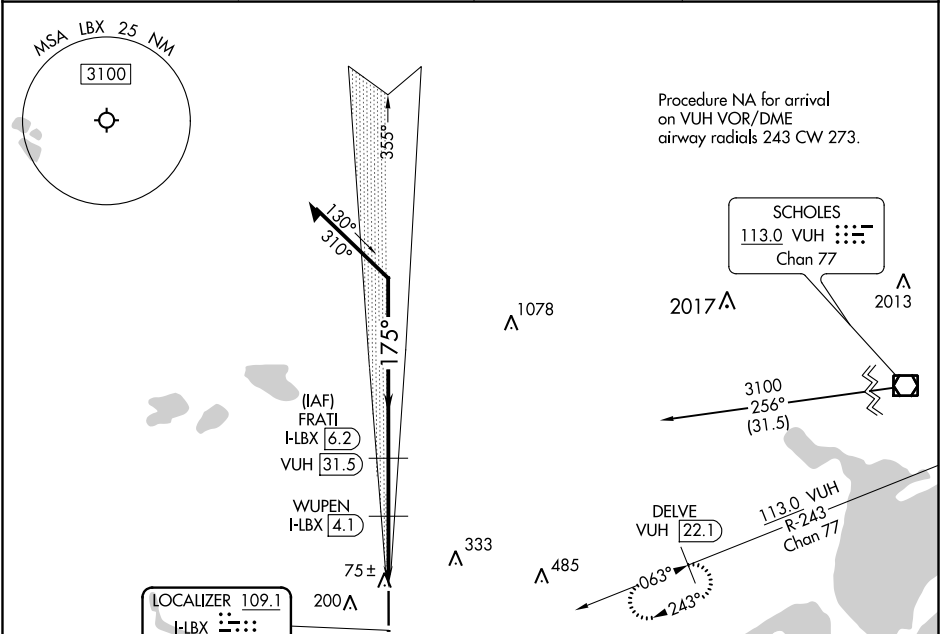 MSA LBX 25 NM
3100
Procedure NA for arrival
on VUH VOR/DME
airway radials 243 CW 273.
355°
130°
310°
175°
SCHOLES
113.0 VUH
Chan 77
2017
2013
1078
3100
256°
(31.5)
(IAF)
FRATI
I-LBX 6.2
VUH 31.5
WUPEN
I-LBX 4.1
DELVE
VUH 22.1
113.0 VUH
R-243
Chan 77
333
485
75±
200
063°
243°
LOCALIZER 109.1
I-LBX